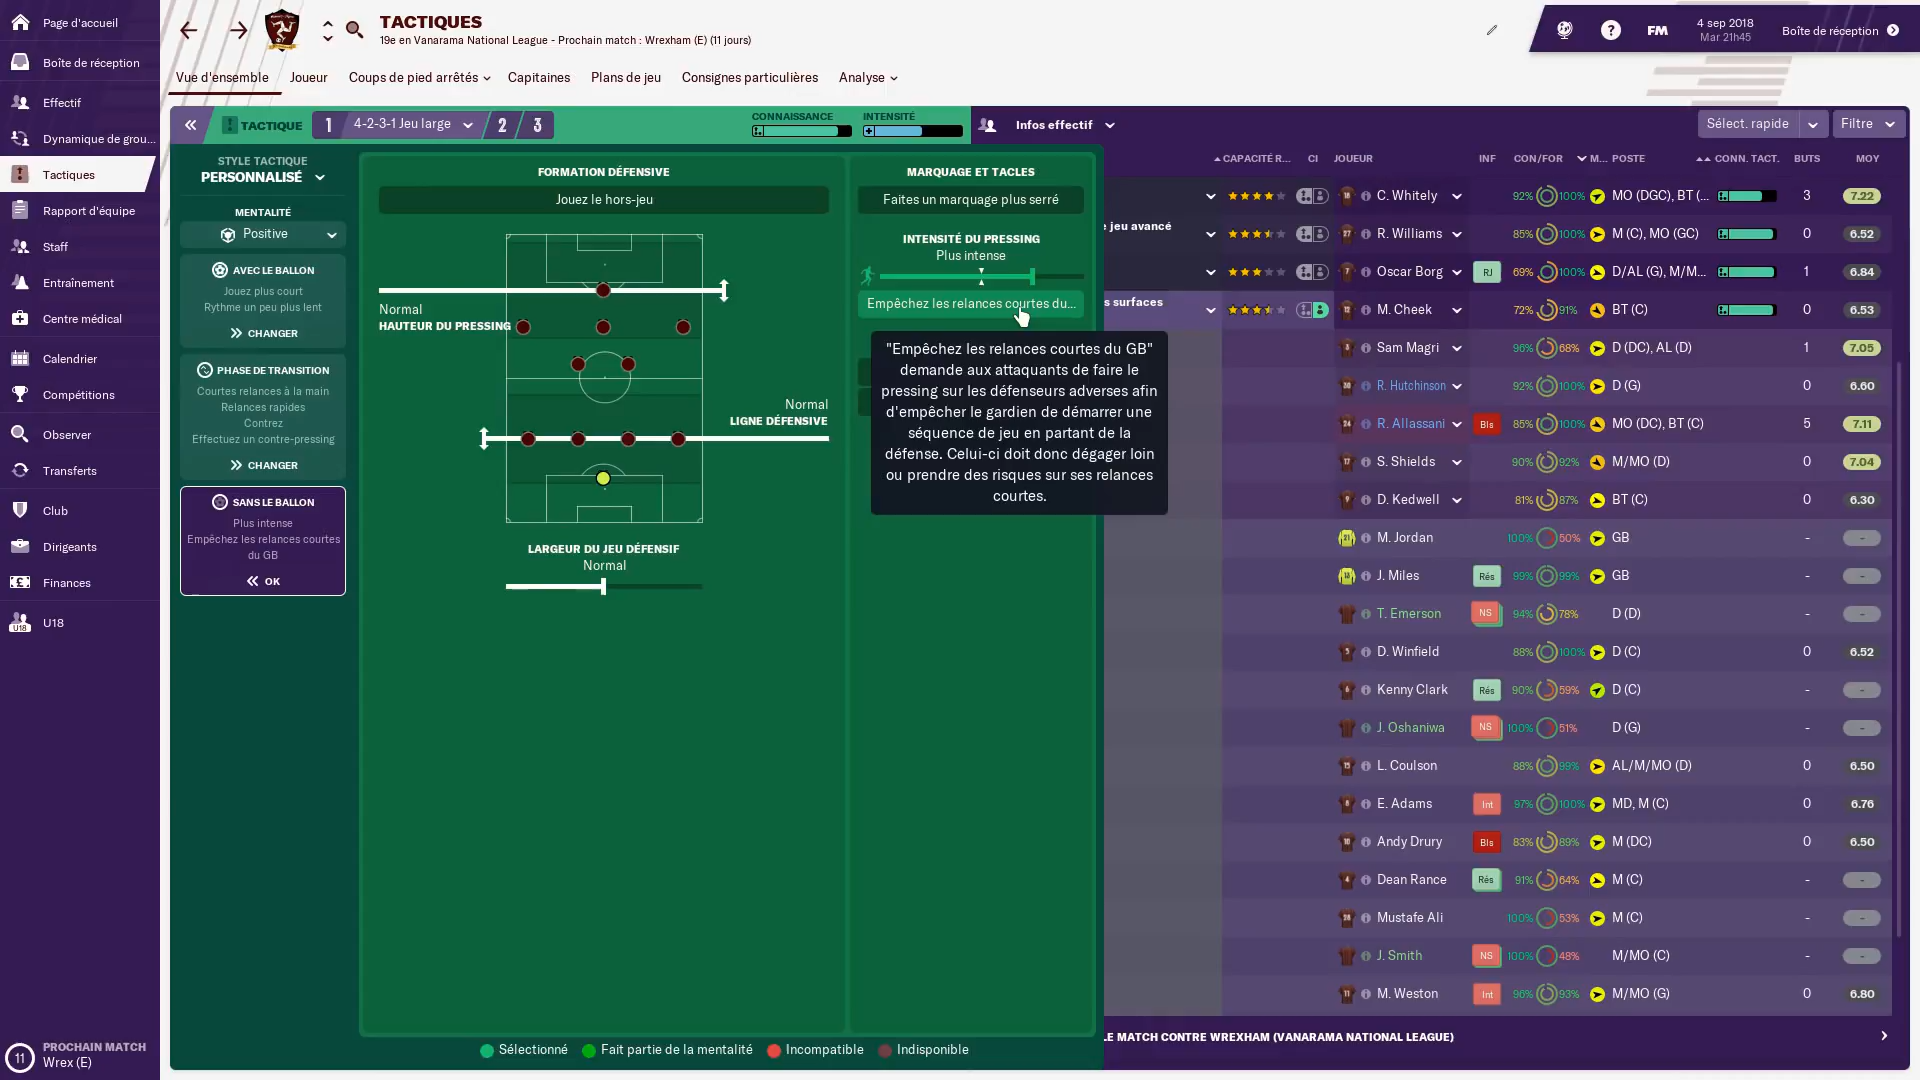 Page d'accueil
Boîte de réception
Effectif
Dynamique de grou...
Tactiques
Rapport d'équipe
Staff
Entraînement
Centre médical
Calendrier
Compétitions
Observer
Transferts
Club
Dirigeants
Finances
U18
U18
11
PROCHAIN MATCH
Wrex (E)
TACTIQUES
19e en Vanarama National League - Prochain match : Wrexham (E) (11 jours)
?
FM
4 sep 2018
Mar 21h45
Boîte de réception
Vue d'ensemble
Joueur
Coups de pied arrêtés
Capitaines
Plans de jeu
Consignes particulières
Analyse
TACTIQUE
1
4-2-3-1 Jeu large
2
3
CONNAISSANCE
INTENSITÉ
Infos effectif
Sélect. rapide
Filtre
STYLE TACTIQUE
PERSONNALISÉ
MENTALITÉ
Positive
AVEC LE BALLON
Jouez plus court
Rythme un peu plus lent
CHANGER
PHASE DE TRANSITION
Courtes relances à la main
Relances rapides
Contrez
Effectuez un contre-pressing
CHANGER
SANS LE BALLON
Plus intense
Empêchez les relances courtes
du GB
OK
FORMATION DÉFENSIVE
Jouez le hors-jeu
Normal
HAUTEUR DU PRESSING
Normal
LIGNE DÉFENSIVE
LARGEUR DU JEU DÉFENSIF
Normal
MARQUAGE ET TACLES
Faites un marquage plus serré
INTENSITÉ DU PRESSING
Plus intense
Empêchez les relances courtes du...
"Empêchez les relances courtes du GB"
demande aux attaquants de faire le
pressing sur les défenseurs adverses afin
d'empêcher le gardien de démarrer une
séquence de jeu en partant de la
défense. Celui-ci doit donc dégager loin
ou prendre des risques sur ses relances
courtes.
Sélectionné
Fait partie de la mentalité
Incompatible
Indisponible
CAPACITÉ R... CI JOUEUR INF CON/FOR M... POSTE CONN. TACT. BUTS MOY
C. Whitely 92% 100% MO (DGC), BT (... 3 7.22
e jeu avancé R. Williams 85% 100% M (C), MO (GC) 0 6.52
Oscar Borg RJ 69% 100% D/AL (G), M/M... 1 6.84
s surfaces M. Cheek 72% 91% BT (C) 0 6.53
Sam Magri 96% 68% D (DC), AL (D) 1 7.05
R. Hutchinson 92% 100% D (G) 0 6.60
R. Allassani Bls 85% 100% MO (DC), BT (C) 5 7.11
S. Shields 90% 92% M/MO (D) 0 7.04
D. Kedwell 81% 87% BT (C) 0 6.30
M. Jordan 100% 50% GB - -
J. Miles Rés 99% 99% GB - -
T. Emerson NS 94% 78% D (D) - -
D. Winfield 88% 100% D (C) 0 6.52
Kenny Clark Rés 90% 59% D (C) - -
J. Oshaniwa NS 100% 51% D (G) - -
L. Coulson 88% 99% AL/M/MO (D) 0 6.50
E. Adams Int 97% 100% MD, M (C) 0 6.76
Andy Drury Bls 83% 89% M (DC) 0 6.50
Dean Rance Rés 91% 64% M (C) - -
Mustafe Ali 100% 53% M (C) - -
J. Smith NS 100% 48% M/MO (C) - -
M. Weston Int 96% 93% M/MO (G) 0 6.80
LE MATCH CONTRE WREXHAM (VANARAMA NATIONAL LEAGUE)